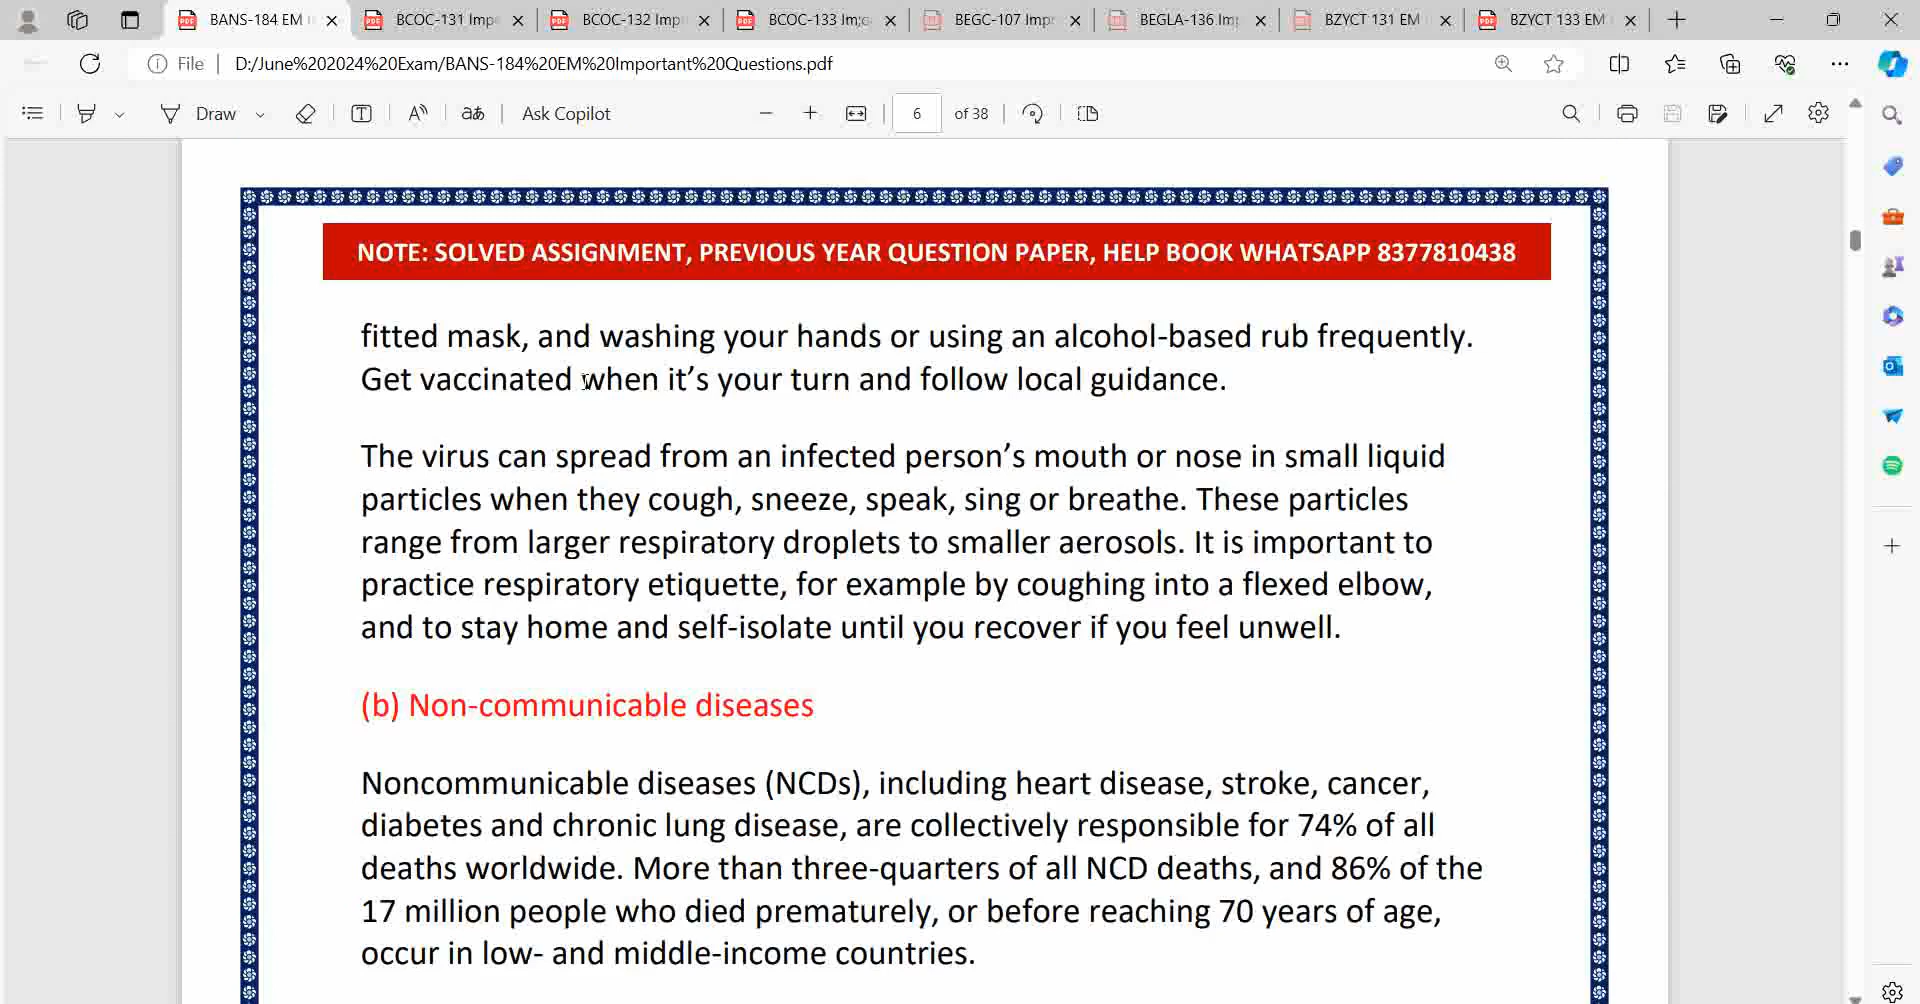 BANS-184 EM
BCOC-131 Imp
BCOC-132 Imp
BCOC-133 Im;c
BEGC-107 Imp
BEGLA-136 Im
BZYCT 131 EM
BZYCT 133 EM
File
D:/June%202024%20Exam/BANS-184%20EM%20Important%20Questions.pdf
Draw
Ask Copilot
6 of 38
NOTE: SOLVED ASSIGNMENT, PREVIOUS YEAR QUESTION PAPER, HELP BOOK WHATSAPP 8377810438
fitted mask, and washing your hands or using an alcohol-based rub frequently.
Get vaccinated when it’s your turn and follow local guidance.
The virus can spread from an infected person’s mouth or nose in small liquid
particles when they cough, sneeze, speak, sing or breathe. These particles
range from larger respiratory droplets to smaller aerosols. It is important to
practice respiratory etiquette, for example by coughing into a flexed elbow,
and to stay home and self-isolate until you recover if you feel unwell.
(b) Non-communicable diseases
Noncommunicable diseases (NCDs), including heart disease, stroke, cancer,
diabetes and chronic lung disease, are collectively responsible for 74% of all
deaths worldwide. More than three-quarters of all NCD deaths, and 86% of the
17 million people who died prematurely, or before reaching 70 years of age,
occur in low- and middle-income countries.